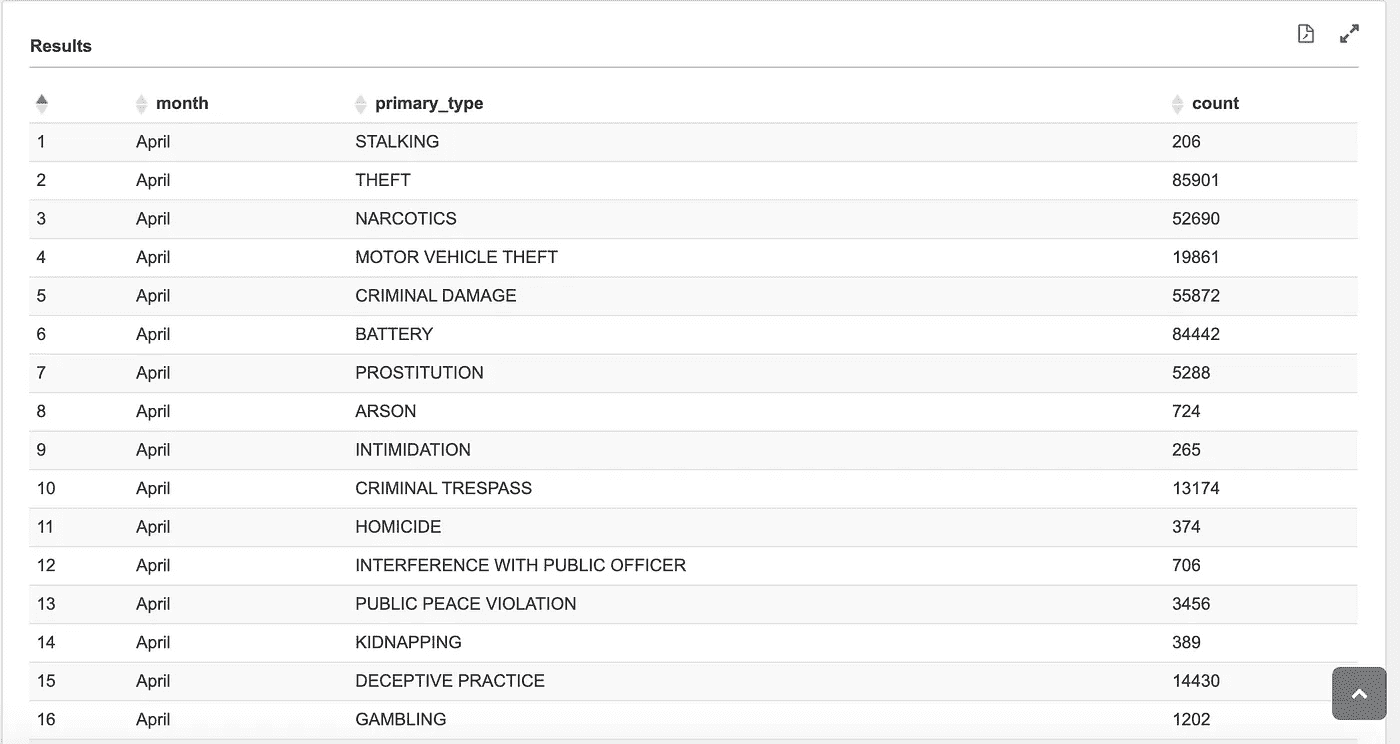 Results
month primary_type count
1 April STALKING 206
2 April THEFT 85901
3 April NARCOTICS 52690
4 April MOTOR VEHICLE THEFT 19861
5 April CRIMINAL DAMAGE 55872
6 April BATTERY 84442
7 April PROSTITUTION 5288
8 April ARSON 724
9 April INTIMIDATION 265
10 April CRIMINAL TRESPASS 13174
11 April HOMICIDE 374
12 April INTERFERENCE WITH PUBLIC OFFICER 706
13 April PUBLIC PEACE VIOLATION 3456
14 April KIDNAPPING 389
15 April DECEPTIVE PRACTICE 14430
16 April GAMBLING 1202